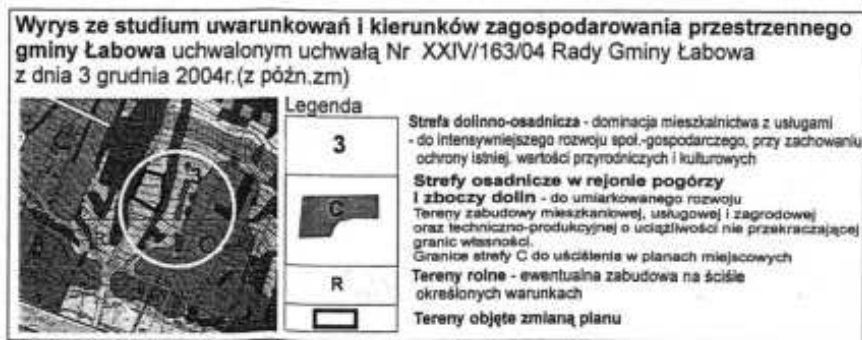 Wyrys ze studium uwarunkowań i kierunków zagospodarowania przestrzennego
gminy Łabowa uchwalonym uchwałą Nr XXIV/163/04 Rady Gminy Łabowa
z dnia 3 grudnia 2004r.(z późn.zm)
Legenda
3
Strefa dolinno-osadnicza - dominacja mieszkalnictwa z usługami
- do intensywniejszego rozwoju społ.-gospodarczego, przy zachowaniu
ochrony istniej. wartości przyrodniczych i kulturowych
C
Strefy osadnicze w rejonie pogórzy
I zboczy dolin - do umiarkowanego rozwoju
Tereny zabudowy mieszkaniowej, usługowej i zagrodowej
oraz techniczno-produkcyjnej o uciążliwości nie przekraczającej
granic własności.
Granice strefy C do uściślenia w planach miejscowych
R
Tereny rolne - ewentualna zabudowa na ściśle
określonych warunkach
Tereny objęte zmianą planu